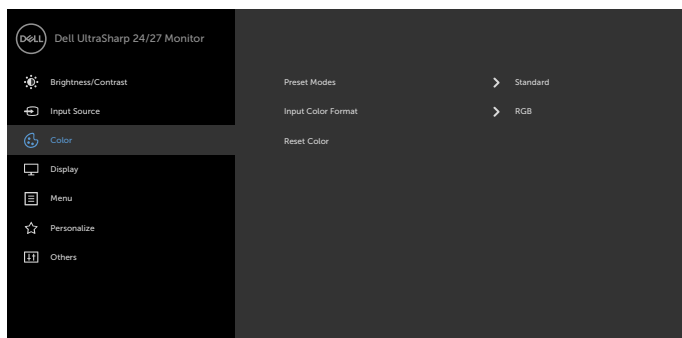 DELL Dell UltraSharp 24/27 Monitor
Brightness/Contrast
Input Source
Color
Display
Menu
Personalize
Others
Preset Modes Standard
Input Color Format RGB
Reset Color